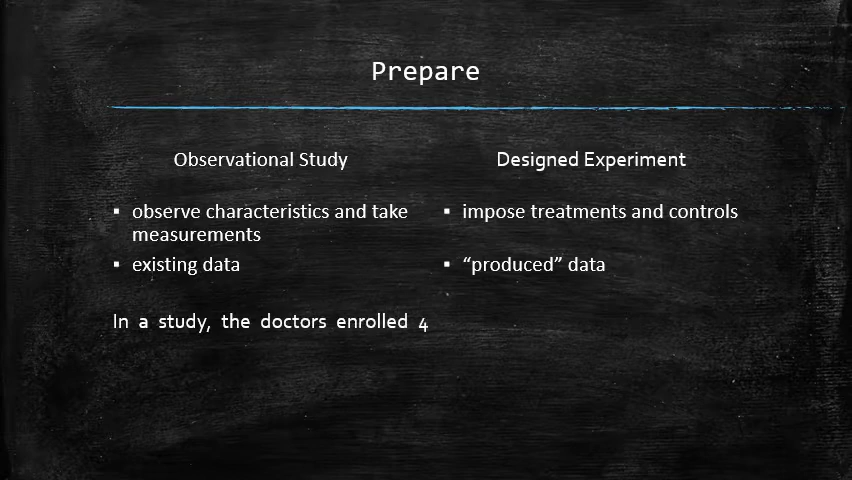 Prepare
Observational Study
▪ observe characteristics and take
measurements
▪ existing data
Designed Experiment
▪ impose treatments and controls
▪ “produced” data
In a study, the doctors enrolled 4